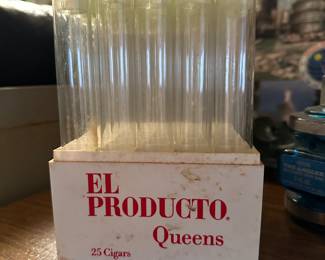 EL
PRODUCTO.
Queens
25 Cigars